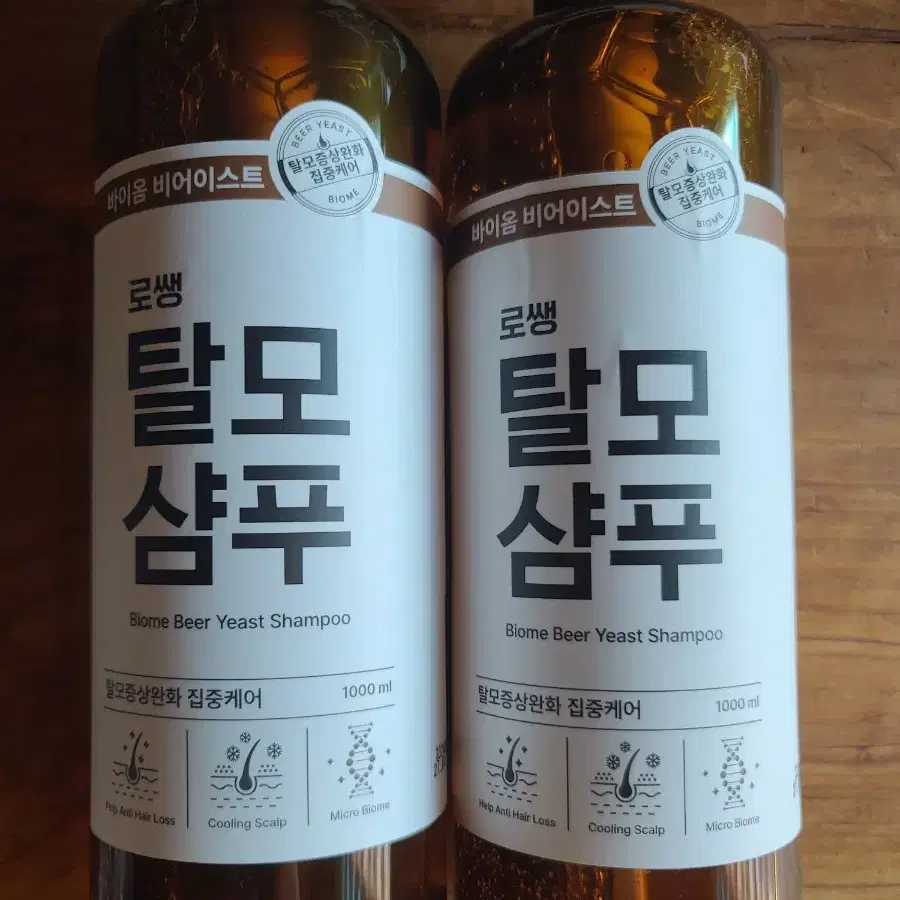 BEER YEAST
탈모증상완화
집중케어
BIOME
바이옴 비어이스트
로쌩
탈모
샴푸
Biome Beer Yeast Shampoo
탈모증상완화 집중케어
1000 ml
Help Anti Hair Loss
Cooling Scalp
Micro Biome
BEER YEAST
탈모증상완화
집중케어
BIOME
바이옴 비어이스트
로쌩
탈모
샴푸
Biome Beer Yeast Shampoo
탈모증상완화 집중케어
1000 ml
Help Anti Hair Loss
Cooling Scalp
Micro Biome